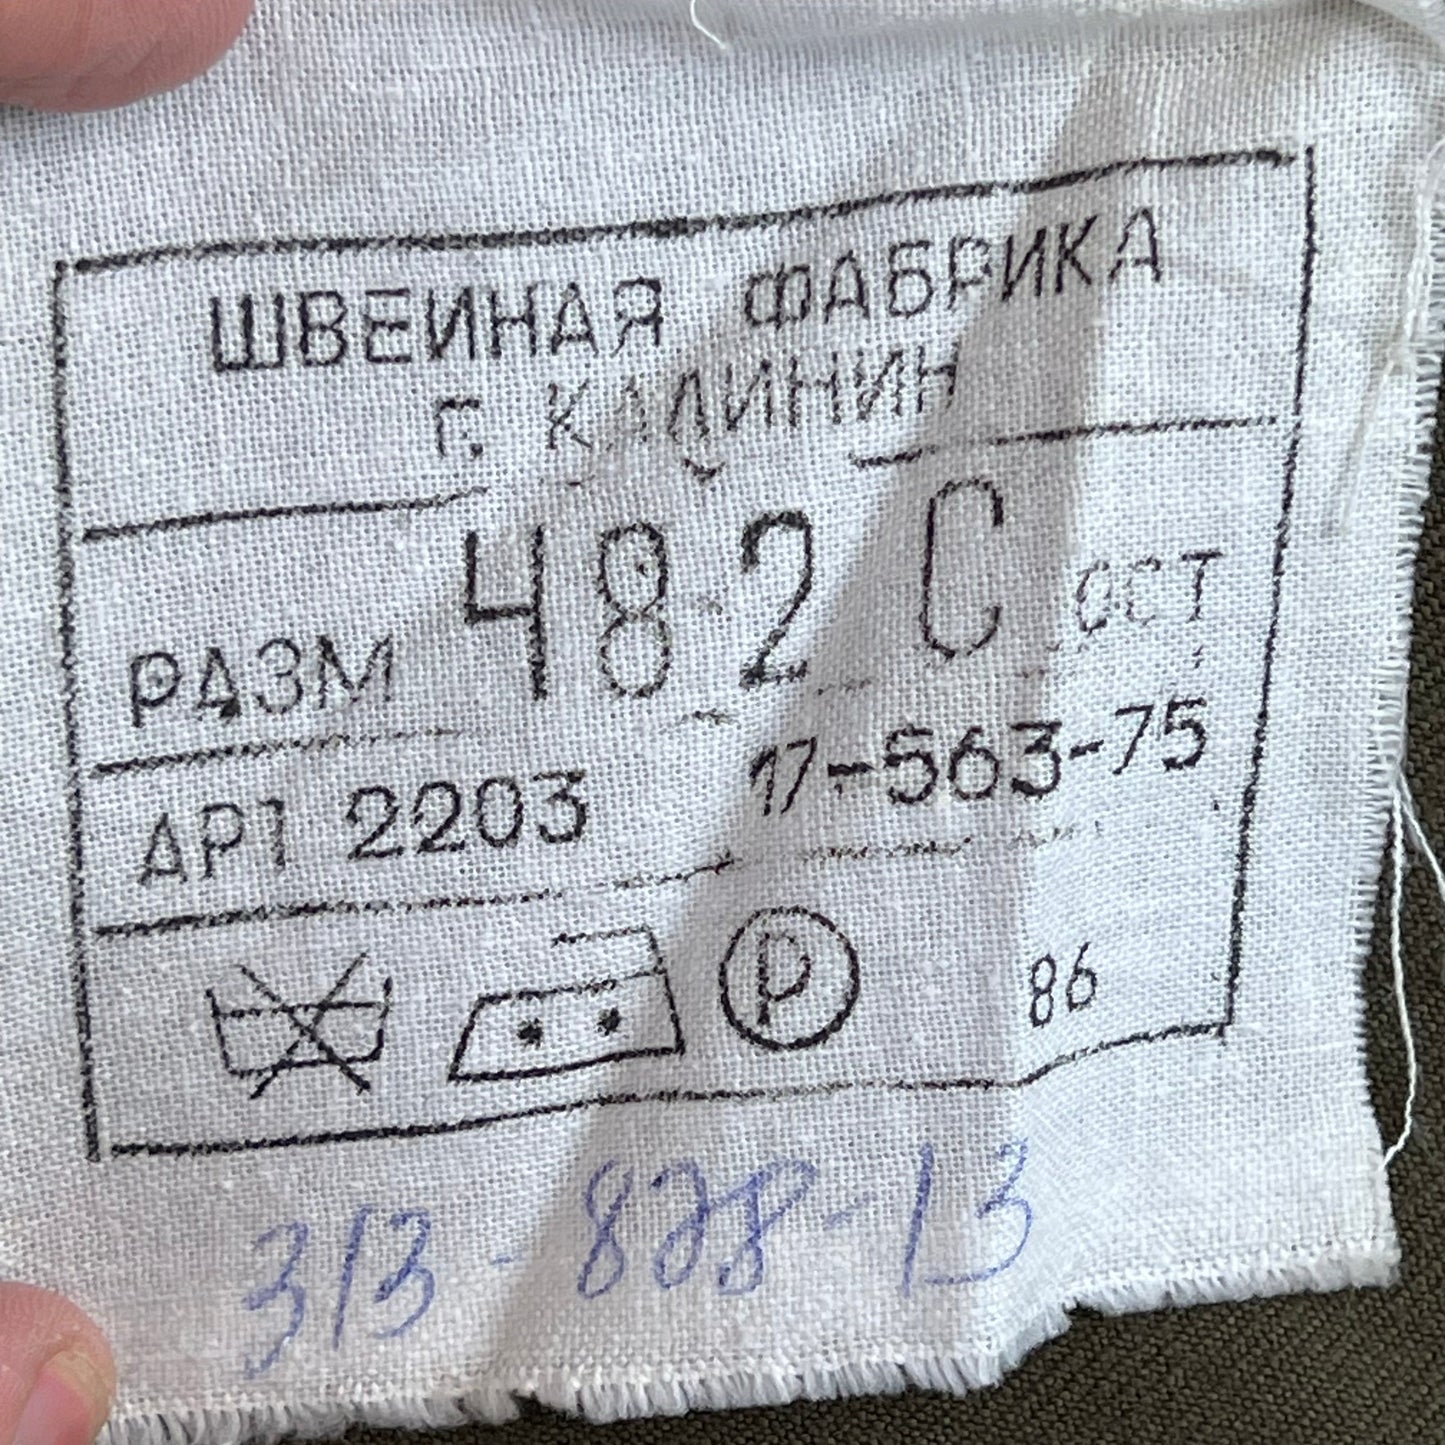 ШВЕЙНАЯ ФАБРИКА
г. КАЛИНИН
РАЗМ 48-2 С ОСТ
АРТ 2203 17-563-75
P 86
313-828-13